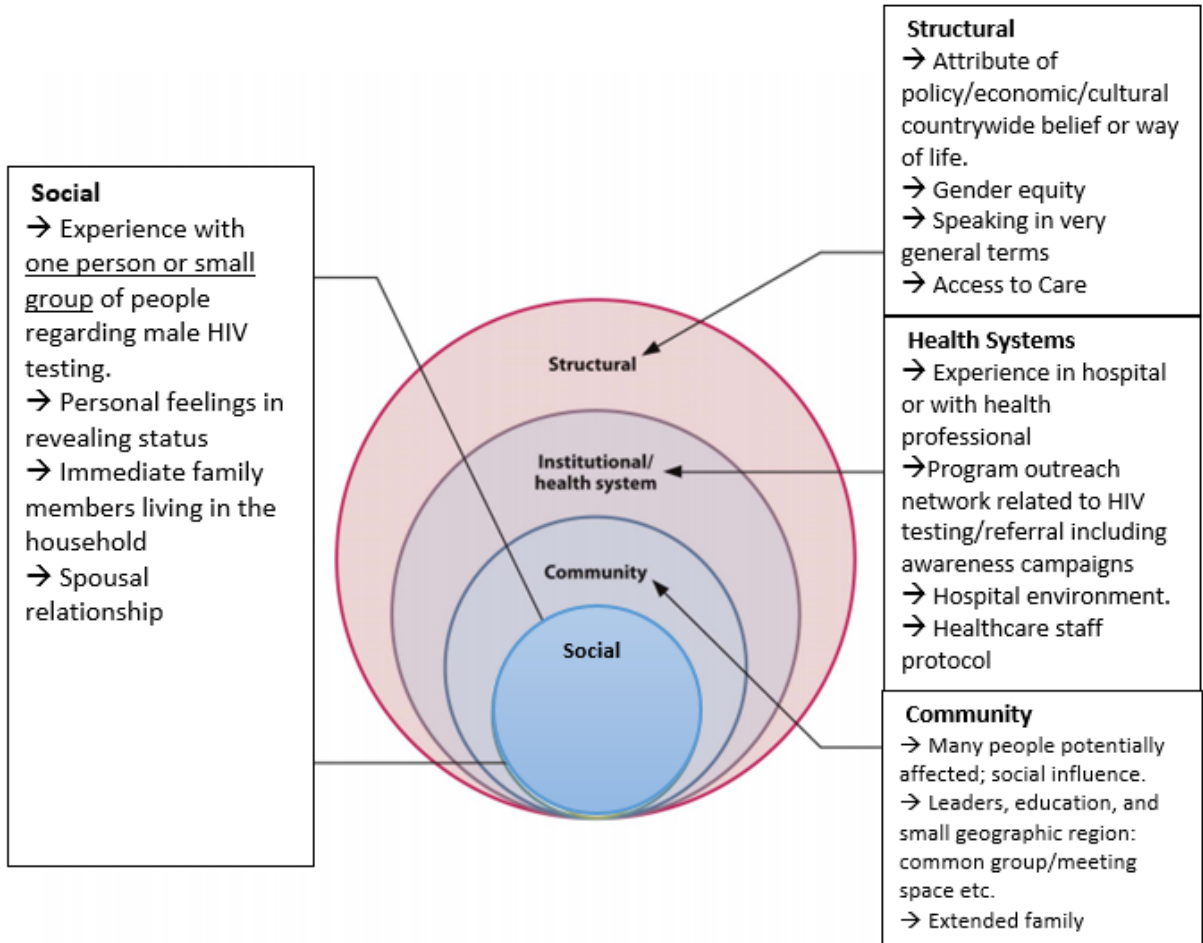 Social
→ Experience with
one person or small
group of people
regarding male HIV
testing.
→ Personal feelings in
revealing status
→ Immediate family
members living in the
household
→ Spousal
relationship
Structural
Institutional/
health system
Community
Social
Structural
→ Attribute of
policy/economic/cultural
countrywide belief or way
of life.
→ Gender equity
→ Speaking in very
general terms
→ Access to Care
Health Systems
→ Experience in hospital
or with health
professional
→Program outreach
network related to HIV
testing/referral including
awareness campaigns
→ Hospital environment.
→ Healthcare staff
protocol
Community
→ Many people potentially
affected; social influence.
→ Leaders, education, and
small geographic region:
common group/meeting
space etc.
→ Extended family